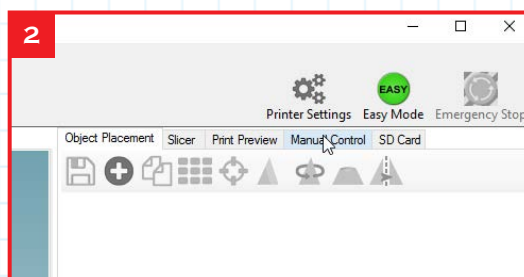 2
EASY
Printer Settings Easy Mode Emergency Stop
Object Placement Slicer Print Preview Manual Control SD Card